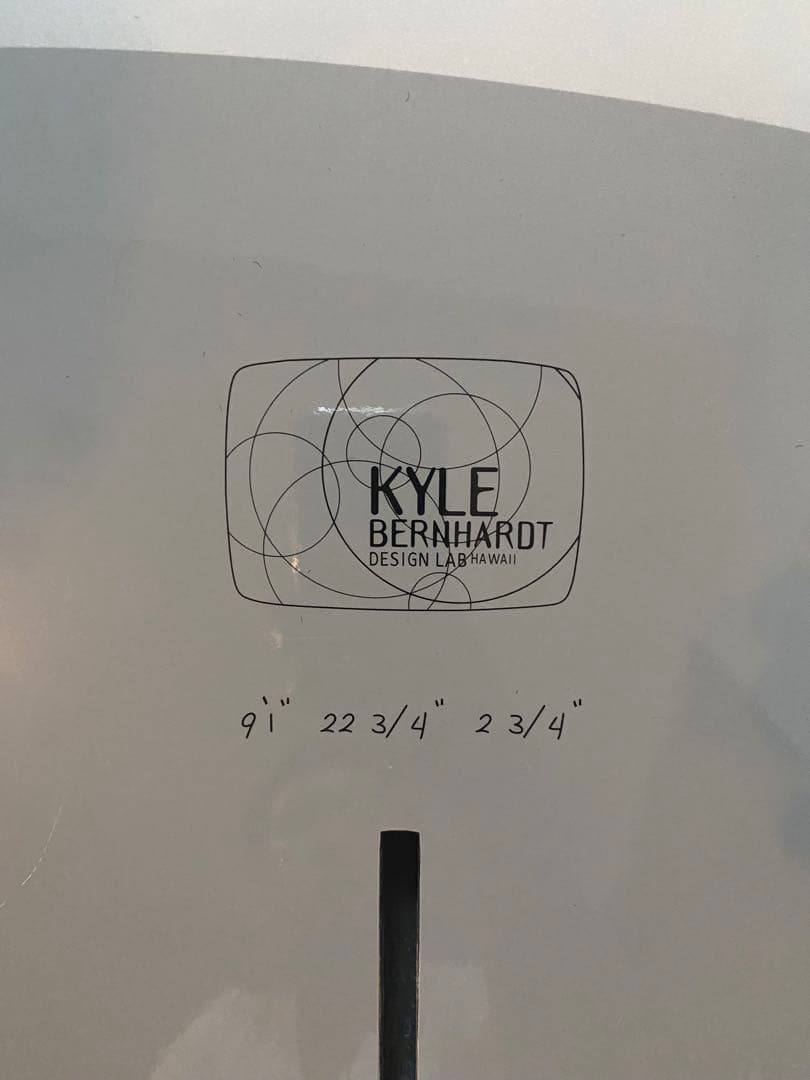 KYLE
BERNHARDT
DESIGN LAB HAWAII
9'1" 22 3/4" 2 3/4"